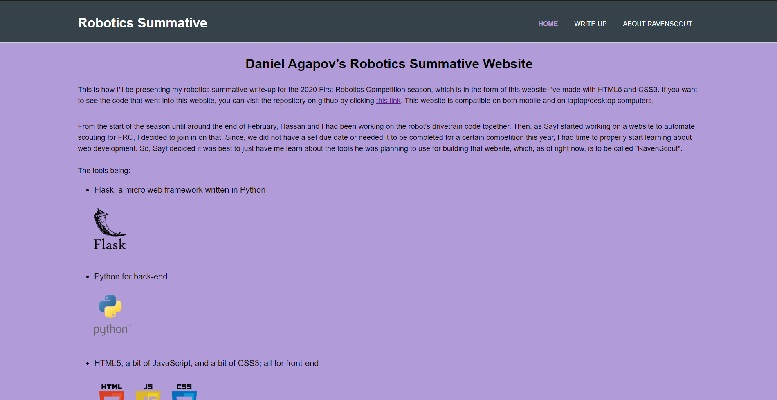 Robotics Summative
HOME WRITE UP ABOUT RAVENSCOUT
Daniel Agapov's Robotics Summative Website
This is how I'll be presenting my robotics summative write-up for the 2020 First Robotics Competition season, which is in the form of this website I've made with HTML5 and CSS3. If you want
to see the code that went into this website, you can visit the repository on github by clicking this link. This website is compatible on both mobile and on laptop/desktop computers.
From the start of the season until around the end of February, Hassan and I had been working on the robot's drivetrain code together. Then, as Sayf started working on a website to automate
scouting for FRC, I decided to join in on that. Since, we did not have a set due date or needed it to be completed for a certain competition this year, I had time to properly start learning about
web development. So, Sayf decided it was best to just have me learn about the tools he was planning to use for building that website, which, as of right now, is to be called "RavenScout".
The tools being:
Flask, a micro web framework written in Python
Flask
Python for back-end
python
HTML5, a bit of JavaScript, and a bit of CSS3; all for front end
HTML JS CSS